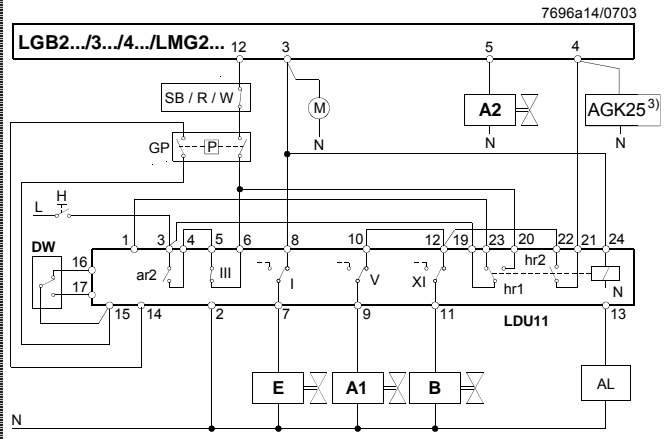 7696a14/0703
LGB2.../3.../4.../LMG2... 12 3 5 4
SB / R / W
M
A2
AGK25³⁾
GP P N N N
L H
1 3 4 5 6 8 10 12 19 23 20 22 21 24
DW
16
17
ar2 III I V XI hr1 hr2 N
15 14 2 7 9 11 LDU11 13
E A1 B AL
N